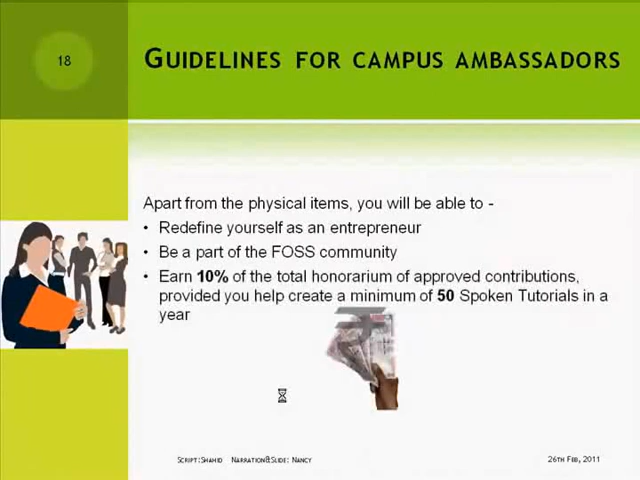 18
GUIDELINES FOR CAMPUS AMBASSADORS
Apart from the physical items, you will be able to -
• Redefine yourself as an entrepreneur
• Be a part of the FOSS community
• Earn 10% of the total honorarium of approved contributions,
provided you help create a minimum of 50 Spoken Tutorials in a
year
SCRIPT:SHAHID NARRATION&SLIDE: NANCY
26TH FEB, 2011